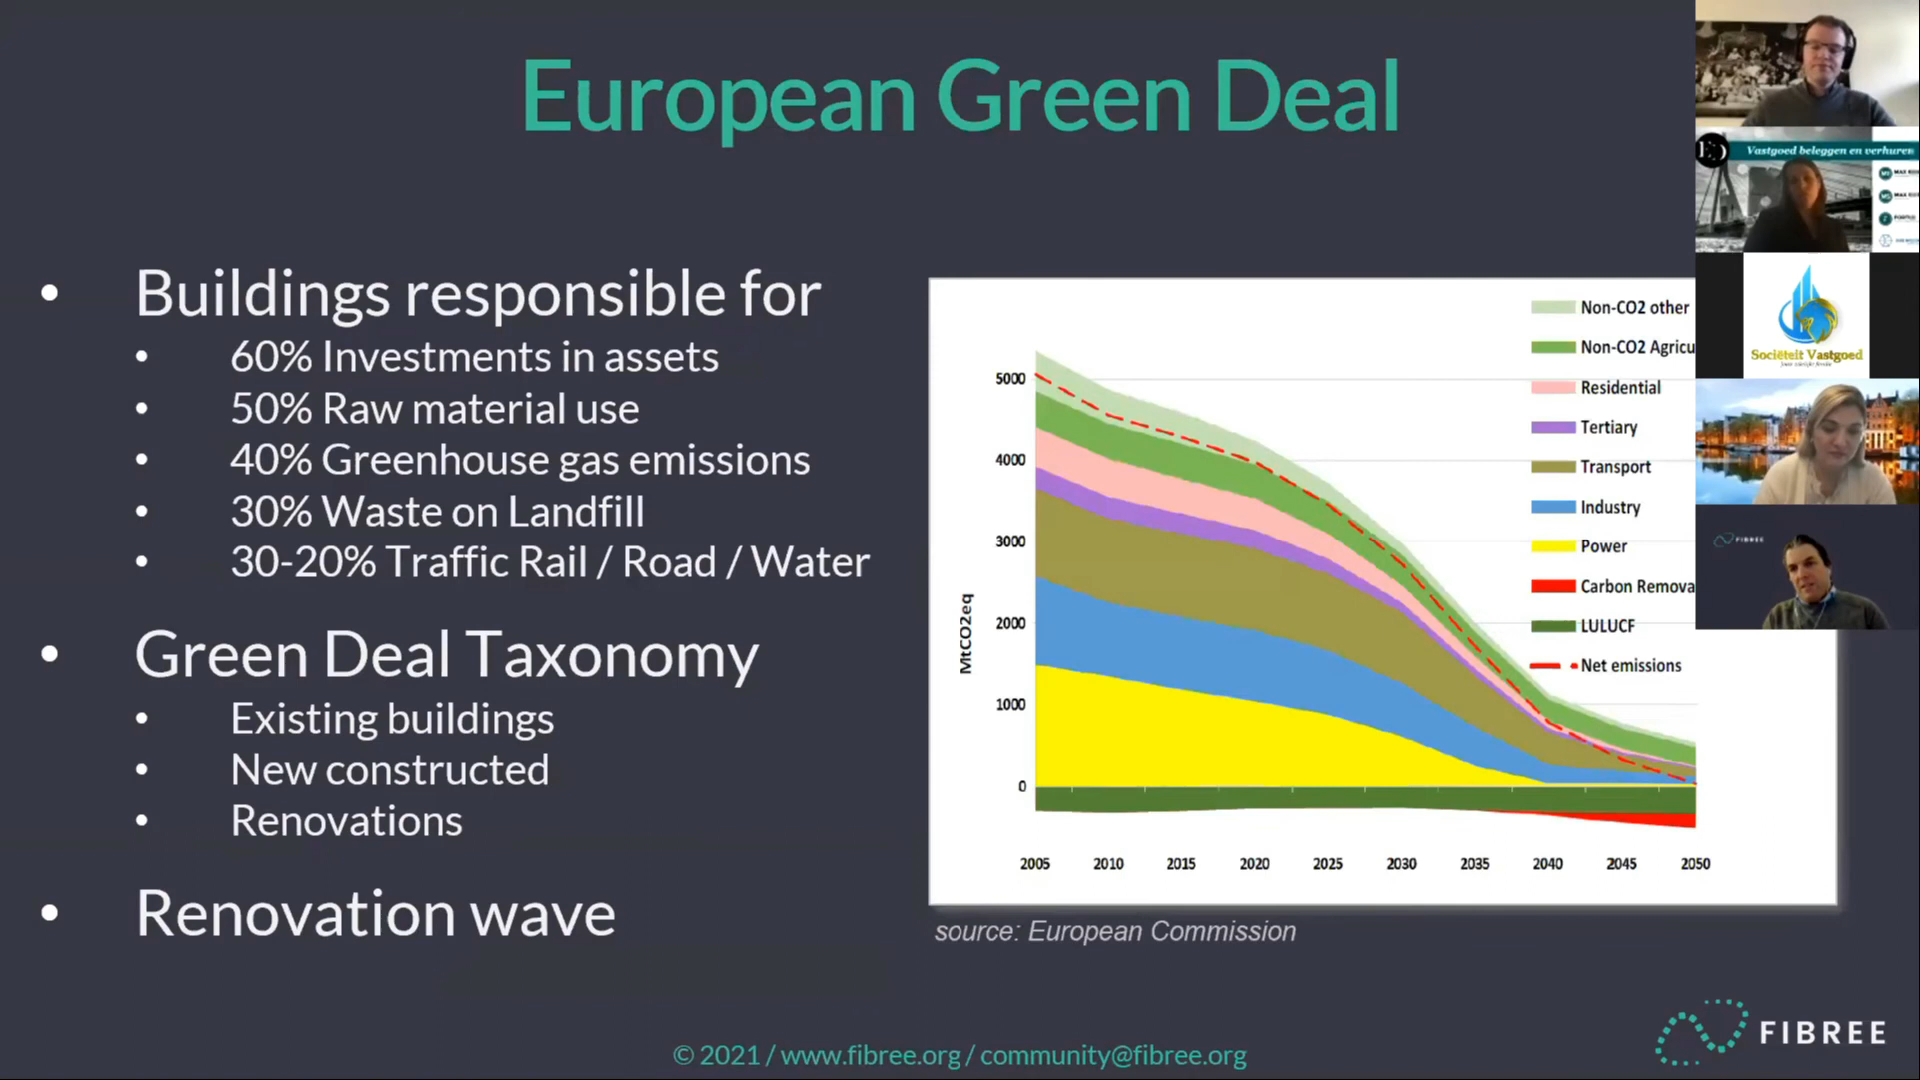 European Green Deal
Buildings responsible for
60% Investments in assets
50% Raw material use
40% Greenhouse gas emissions
30% Waste on Landfill
30-20% Traffic Rail / Road / Water
Green Deal Taxonomy
Existing buildings
New constructed
Renovations
Renovation wave
Non-CO2 other
Non-CO2 Agricu
Residential
Tertiary
Transport
Industry
Power
Carbon Remova
LULUCF
Net emissions
MtCO2eq
5000
4000
3000
2000
1000
0
2005 2010 2015 2020 2025 2030 2035 2040 2045 2050
source: European Commission
Vastgoed beleggen en verhuren
Sociëteit Vastgoed
FIBREE
FIBREE
© 2021 / www.fibree.org / community@fibree.org